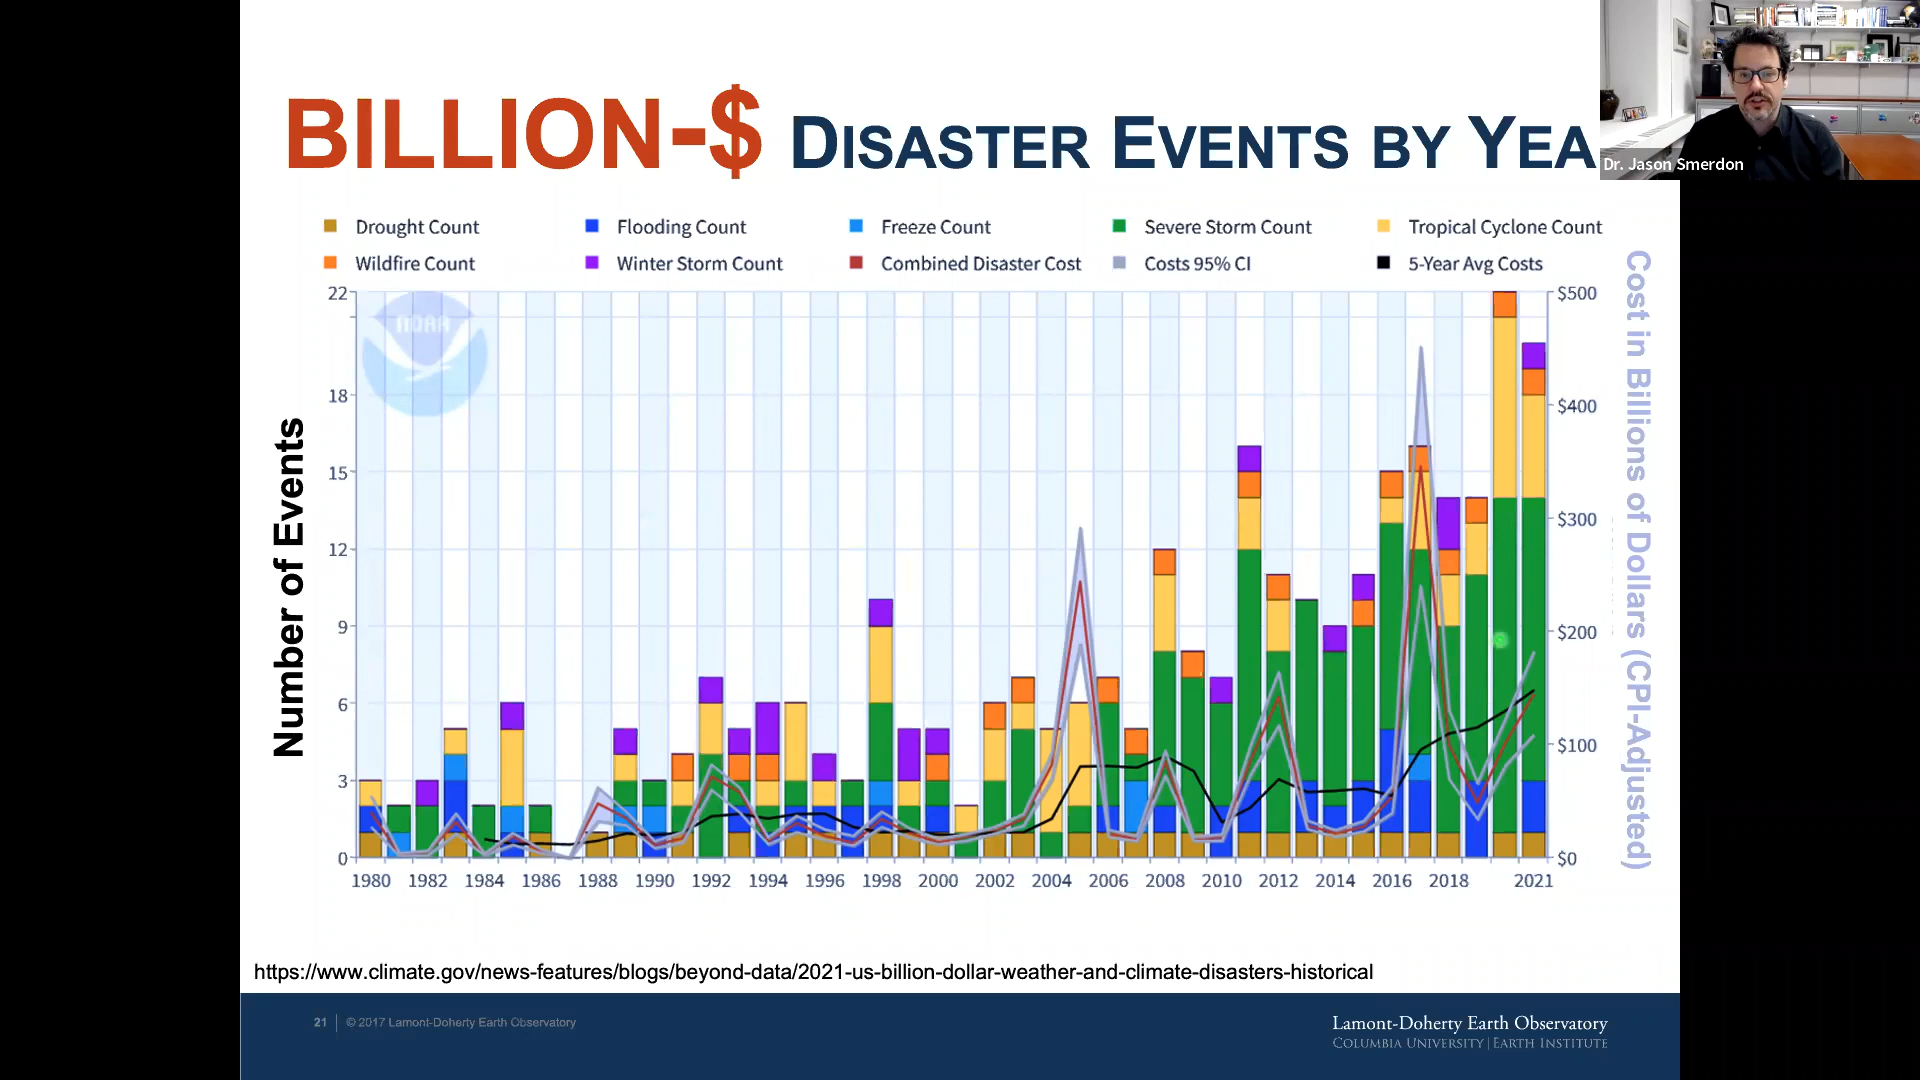 BILLION-$ DISASTER EVENTS BY YEA
Dr. Jason Smerdon
Drought Count
Flooding Count
Freeze Count
Severe Storm Count
Tropical Cyclone Count
Wildfire Count
Winter Storm Count
Combined Disaster Cost
Costs 95% CI
5-Year Avg Costs
NOAA
Number of Events
22
18
15
12
9
6
3
0
$500
$400
$300
$200
$100
$0
Cost in Billions of Dollars (CPI-Adjusted)
1980 1982 1984 1986 1988 1990 1992 1994 1996 1998 2000 2002 2004 2006 2008 2010 2012 2014 2016 2018 2021
https://www.climate.gov/news-features/blogs/beyond-data/2021-us-billion-dollar-weather-and-climate-disasters-historical
21 | © 2017 Lamont-Doherty Earth Observatory
Lamont-Doherty Earth Observatory
COLUMBIA UNIVERSITY | EARTH INSTITUTE